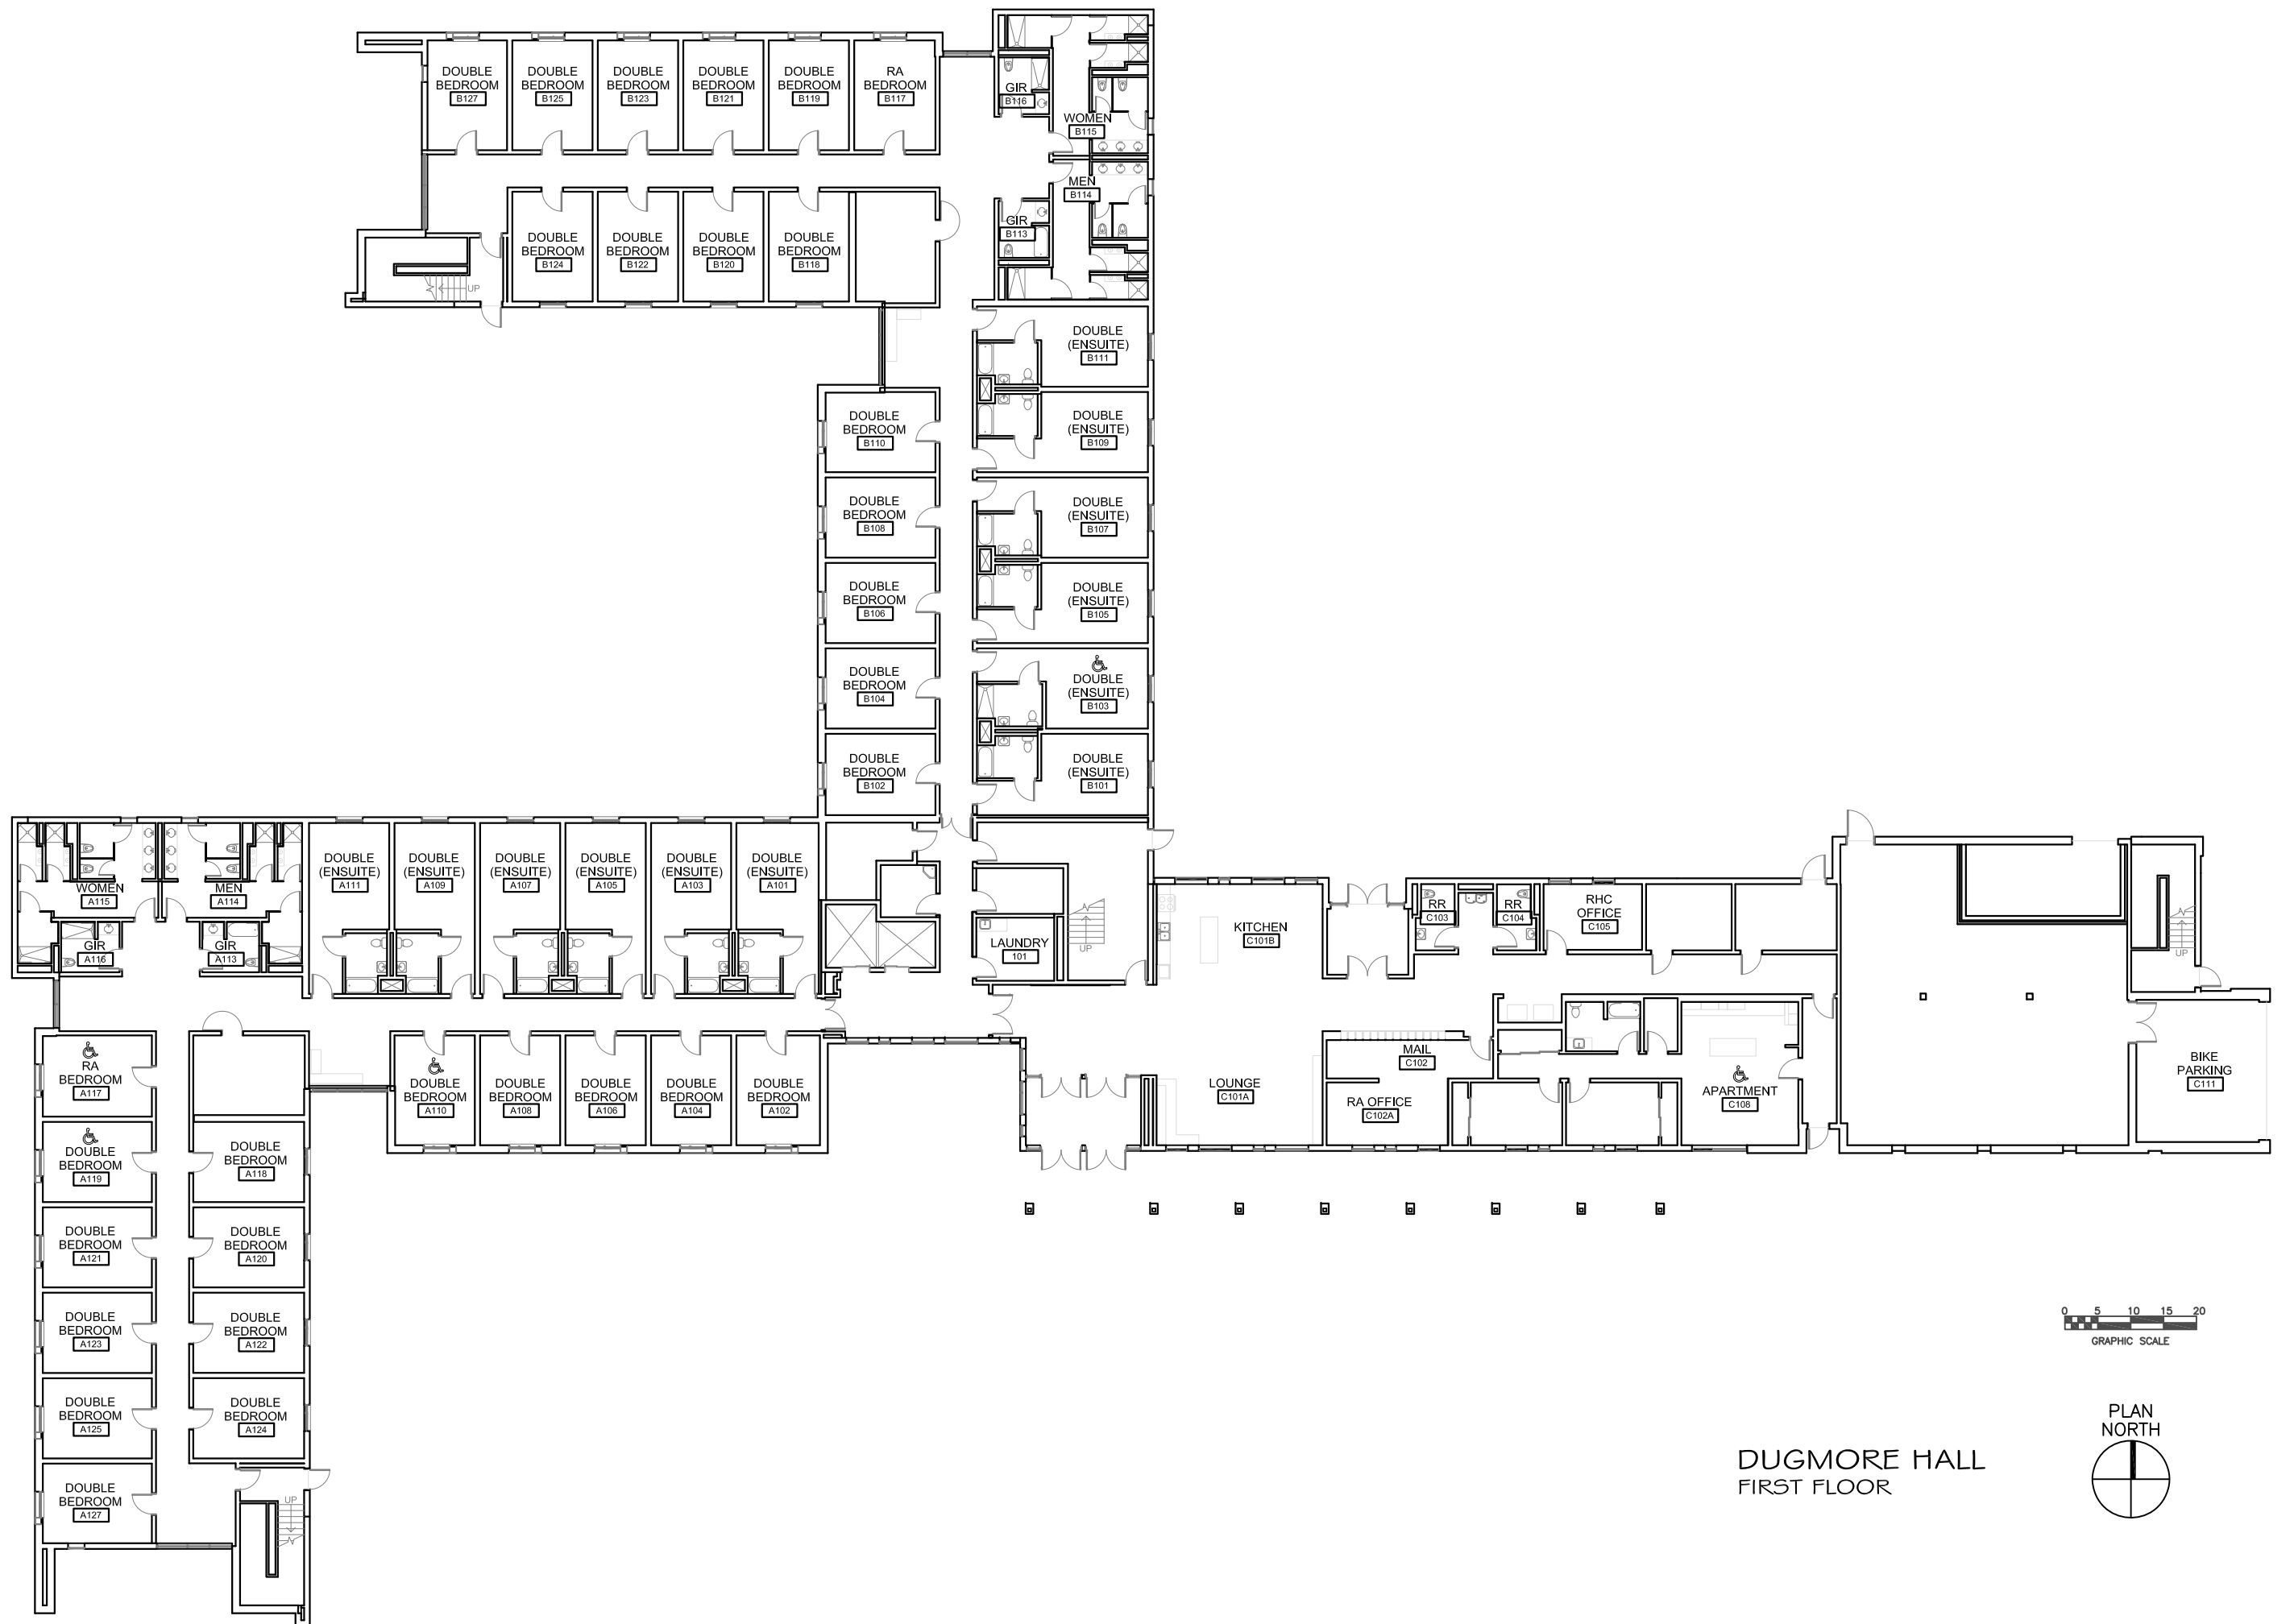 DOUBLE
BEDROOM
B127
DOUBLE
BEDROOM
B125
DOUBLE
BEDROOM
B123
DOUBLE
BEDROOM
B121
DOUBLE
BEDROOM
B119
RA
BEDROOM
B117
GIR
B116
WOMEN
B115
MEN
B114
GIR
B113
DOUBLE
BEDROOM
B124
DOUBLE
BEDROOM
B122
DOUBLE
BEDROOM
B120
DOUBLE
BEDROOM
B118
UP
DOUBLE
(ENSUITE)
B111
DOUBLE
BEDROOM
B110
DOUBLE
(ENSUITE)
B109
DOUBLE
BEDROOM
B108
DOUBLE
(ENSUITE)
B107
DOUBLE
BEDROOM
B106
DOUBLE
(ENSUITE)
B105
DOUBLE
BEDROOM
B104
DOUBLE
(ENSUITE)
B103
DOUBLE
BEDROOM
B102
DOUBLE
(ENSUITE)
B101
WOMEN
A115
MEN
A114
DOUBLE
(ENSUITE)
A111
DOUBLE
(ENSUITE)
A109
DOUBLE
(ENSUITE)
A107
DOUBLE
(ENSUITE)
A105
DOUBLE
(ENSUITE)
A103
DOUBLE
(ENSUITE)
A101
GIR
A116
GIR
A113
LAUNDRY
101
UP
KITCHEN
C101B
RR
C103
RR
C104
RHC
OFFICE
C105
UP
RA
BEDROOM
A117
DOUBLE
BEDROOM
A110
DOUBLE
BEDROOM
A108
DOUBLE
BEDROOM
A106
DOUBLE
BEDROOM
A104
DOUBLE
BEDROOM
A102
LOUNGE
C101A
MAIL
C102
RA OFFICE
C102A
APARTMENT
C108
BIKE
PARKING
C111
DOUBLE
BEDROOM
A119
DOUBLE
BEDROOM
A118
DOUBLE
BEDROOM
A121
DOUBLE
BEDROOM
A120
DOUBLE
BEDROOM
A123
DOUBLE
BEDROOM
A122
DOUBLE
BEDROOM
A125
DOUBLE
BEDROOM
A124
DOUBLE
BEDROOM
A127
UP
0 5 10 15 20
GRAPHIC SCALE
PLAN
NORTH
DUGMORE HALL
FIRST FLOOR